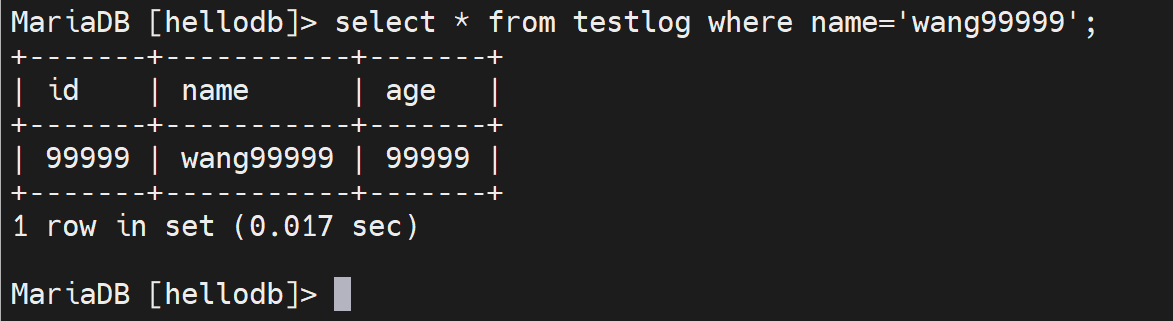 MariaDB [hellodb]> select * from testlog where name='wang99999';
+-------+-----------+-------+
| id    | name      | age   |
+-------+-----------+-------+
| 99999 | wang99999 | 99999 |
+-------+-----------+-------+
1 row in set (0.017 sec)
MariaDB [hellodb]>